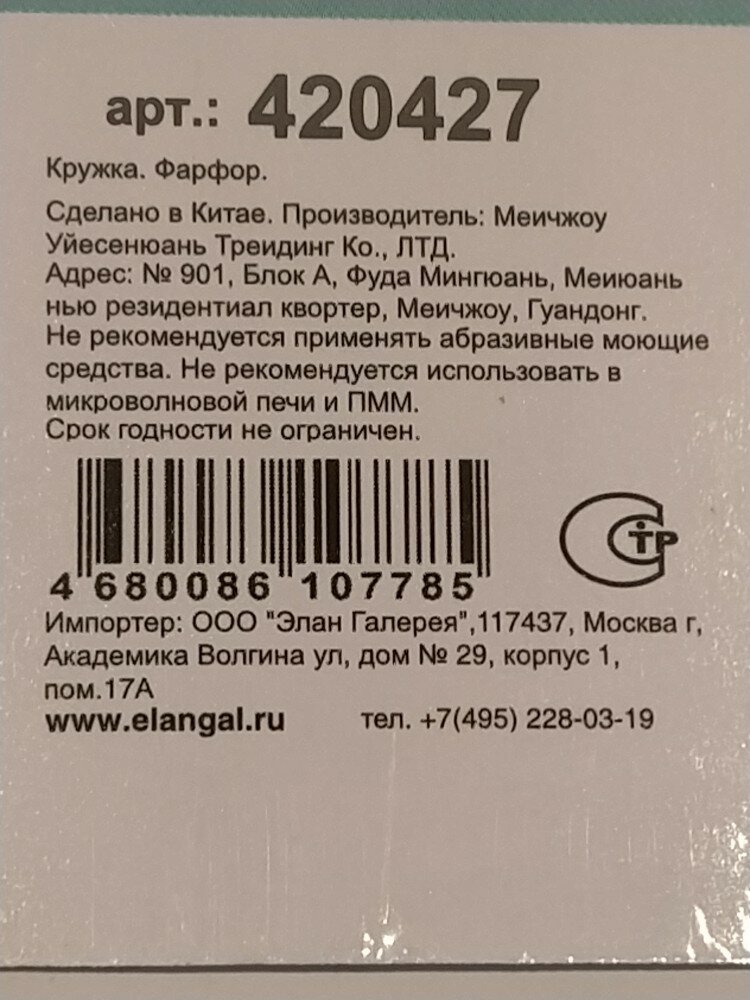 арт.: 420427
Кружка. Фарфор.
Сделано в Китае. Производитель: Меичжоу
Уйесенюань Треидинг Ко., ЛТД.
Адрес: № 901, Блок А, Фуда Мингюань, Меиюань
нью резидентиал квортер, Меичжоу, Гуандонг.
Не рекомендуется применять абразивные моющие
средства. Не рекомендуется использовать в
микроволновой печи и ПММ.
Срок годности не ограничен.
4 680086 107785
СТР
Импортер: ООО "Элан Галерея",117437, Москва г,
Академика Волгина ул, дом № 29, корпус 1,
пом.17А
www.elangal.ru тел. +7(495) 228-03-19